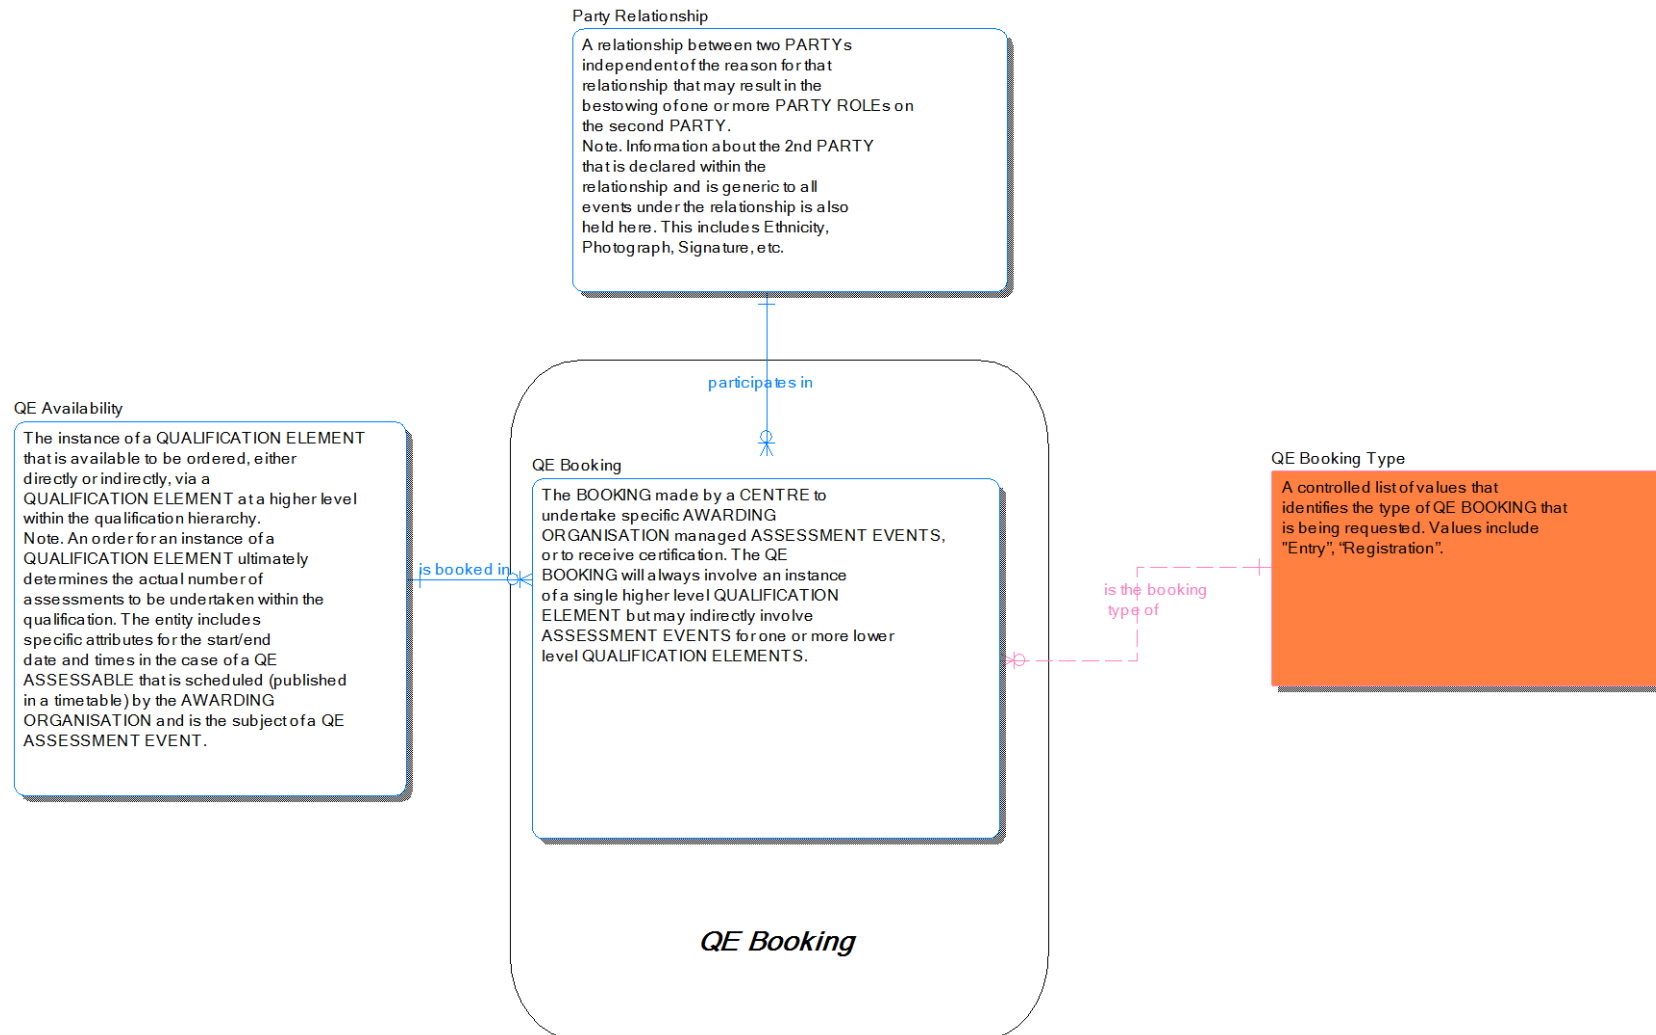 Party Relationship
A relationship between two PARTYs
independent of the reason for that
relationship that may result in the
bestowing of one or more PARTY ROLEs on
the second PARTY.
Note. Information about the 2nd PARTY
that is declared within the
relationship and is generic to all
events under the relationship is also
held here. This includes Ethnicity,
Photograph, Signature, etc.
participates in
QE Availability
The instance of a QUALIFICATION ELEMENT
that is available to be ordered, either
directly or indirectly, via a
QUALIFICATION ELEMENT at a higher level
within the qualification hierarchy.
Note. An order for an instance of a
QUALIFICATION ELEMENT ultimately
determines the actual number of
assessments to be undertaken within the
qualification. The entity includes
specific attributes for the start/end
date and times in the case of a QE
ASSESSABLE that is scheduled (published
in a timetable) by the AWARDING
ORGANISATION and is the subject of a QE
ASSESSMENT EVENT.
is booked in
QE Booking
The BOOKING made by a CENTRE to
undertake specific AWARDING
ORGANISATION managed ASSESSMENT EVENTS,
or to receive certification. The QE
BOOKING will always involve an instance
of a single higher level QUALIFICATION
ELEMENT but may indirectly involve
ASSESSMENT EVENTS for one or more lower
level QUALIFICATION ELEMENTS.
is the booking
type of
QE Booking Type
A controlled list of values that
identifies the type of QE BOOKING that
is being requested. Values include
"Entry", “Registration”.
QE Booking